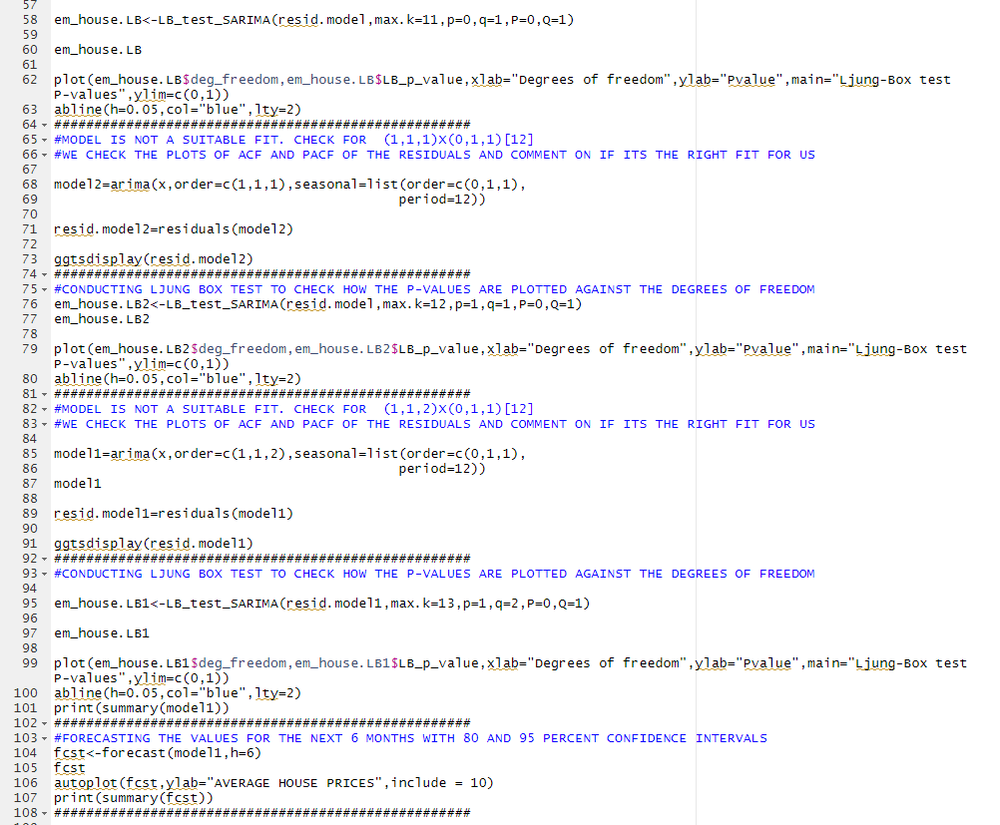 57
58 em_house.LB<-LB_test_SARIMA(resid.model,max.k=11,p=0,q=1,P=0,Q=1)
59
60 em_house.LB
61
62 plot(em_house.LB$deg_freedom,em_house.LB$LB_p_value,xlab="Degrees of freedom",ylab="Pvalue",main="Ljung-Box test
P-values",ylim=c(0,1))
63 abline(h=0.05,col="blue",lty=2)
64 ####################################################
65 #MODEL IS NOT A SUITABLE FIT. CHECK FOR  (1,1,1)X(0,1,1)[12]
66 #WE CHECK THE PLOTS OF ACF AND PACF OF THE RESIDUALS AND COMMENT ON IF ITS THE RIGHT FIT FOR US
67
68 model2=arima(x,order=c(1,1,1),seasonal=list(order=c(0,1,1),
69 period=12))
70
71 resid.model2=residuals(model2)
72
73 ggtsdisplay(resid.model2)
74 ####################################################
75 #CONDUCTING LJUNG BOX TEST TO CHECK HOW THE P-VALUES ARE PLOTTED AGAINST THE DEGREES OF FREEDOM
76 em_house.LB2<-LB_test_SARIMA(resid.model,max.k=12,p=1,q=1,P=0,Q=1)
77 em_house.LB2
78
79 plot(em_house.LB2$deg_freedom,em_house.LB2$LB_p_value,xlab="Degrees of freedom",ylab="Pvalue",main="Ljung-Box test
P-values",ylim=c(0,1))
80 abline(h=0.05,col="blue",lty=2)
81 ####################################################
82 #MODEL IS NOT A SUITABLE FIT. CHECK FOR  (1,1,2)X(0,1,1)[12]
83 #WE CHECK THE PLOTS OF ACF AND PACF OF THE RESIDUALS AND COMMENT ON IF ITS THE RIGHT FIT FOR US
84
85 model1=arima(x,order=c(1,1,2),seasonal=list(order=c(0,1,1),
86 period=12))
87 model1
88
89 resid.model1=residuals(model1)
90
91 ggtsdisplay(resid.model1)
92 ####################################################
93 #CONDUCTING LJUNG BOX TEST TO CHECK HOW THE P-VALUES ARE PLOTTED AGAINST THE DEGREES OF FREEDOM
94
95 em_house.LB1<-LB_test_SARIMA(resid.model1,max.k=13,p=1,q=2,P=0,Q=1)
96
97 em_house.LB1
98
99 plot(em_house.LB1$deg_freedom,em_house.LB1$LB_p_value,xlab="Degrees of freedom",ylab="Pvalue",main="Ljung-Box test
P-values",ylim=c(0,1))
100 abline(h=0.05,col="blue",lty=2)
101 print(summary(model1))
102 ####################################################
103 #FORECASTING THE VALUES FOR THE NEXT 6 MONTHS WITH 80 AND 95 PERCENT CONFIDENCE INTERVALS
104 fcst<-forecast(model1,h=6)
105 fcst
106 autoplot(fcst,ylab="AVERAGE HOUSE PRICES",include = 10)
107 print(summary(fcst))
108 ####################################################